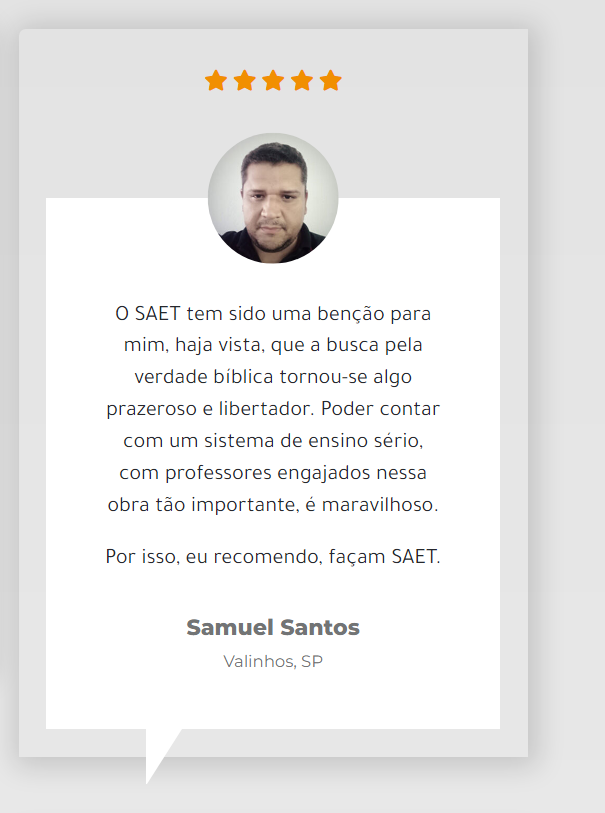 O SAET tem sido uma benção para
mim, haja vista, que a busca pela
verdade bíblica tornou-se algo
prazeroso e libertador. Poder contar
com um sistema de ensino sério,
com professores engajados nessa
obra tão importante, é maravilhoso.
Por isso, eu recomendo, façam SAET.
Samuel Santos
Valinhos, SP